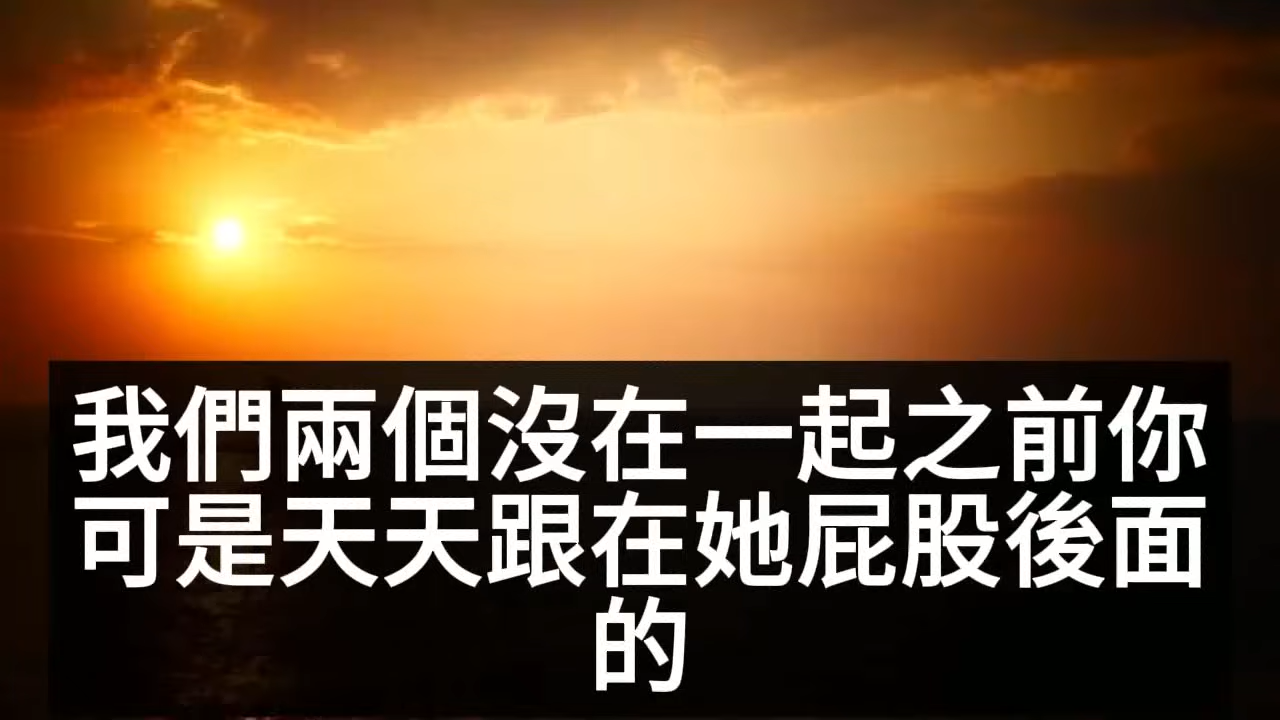 我們兩個沒在一起之前你
可是天天跟在她屁股後面
的